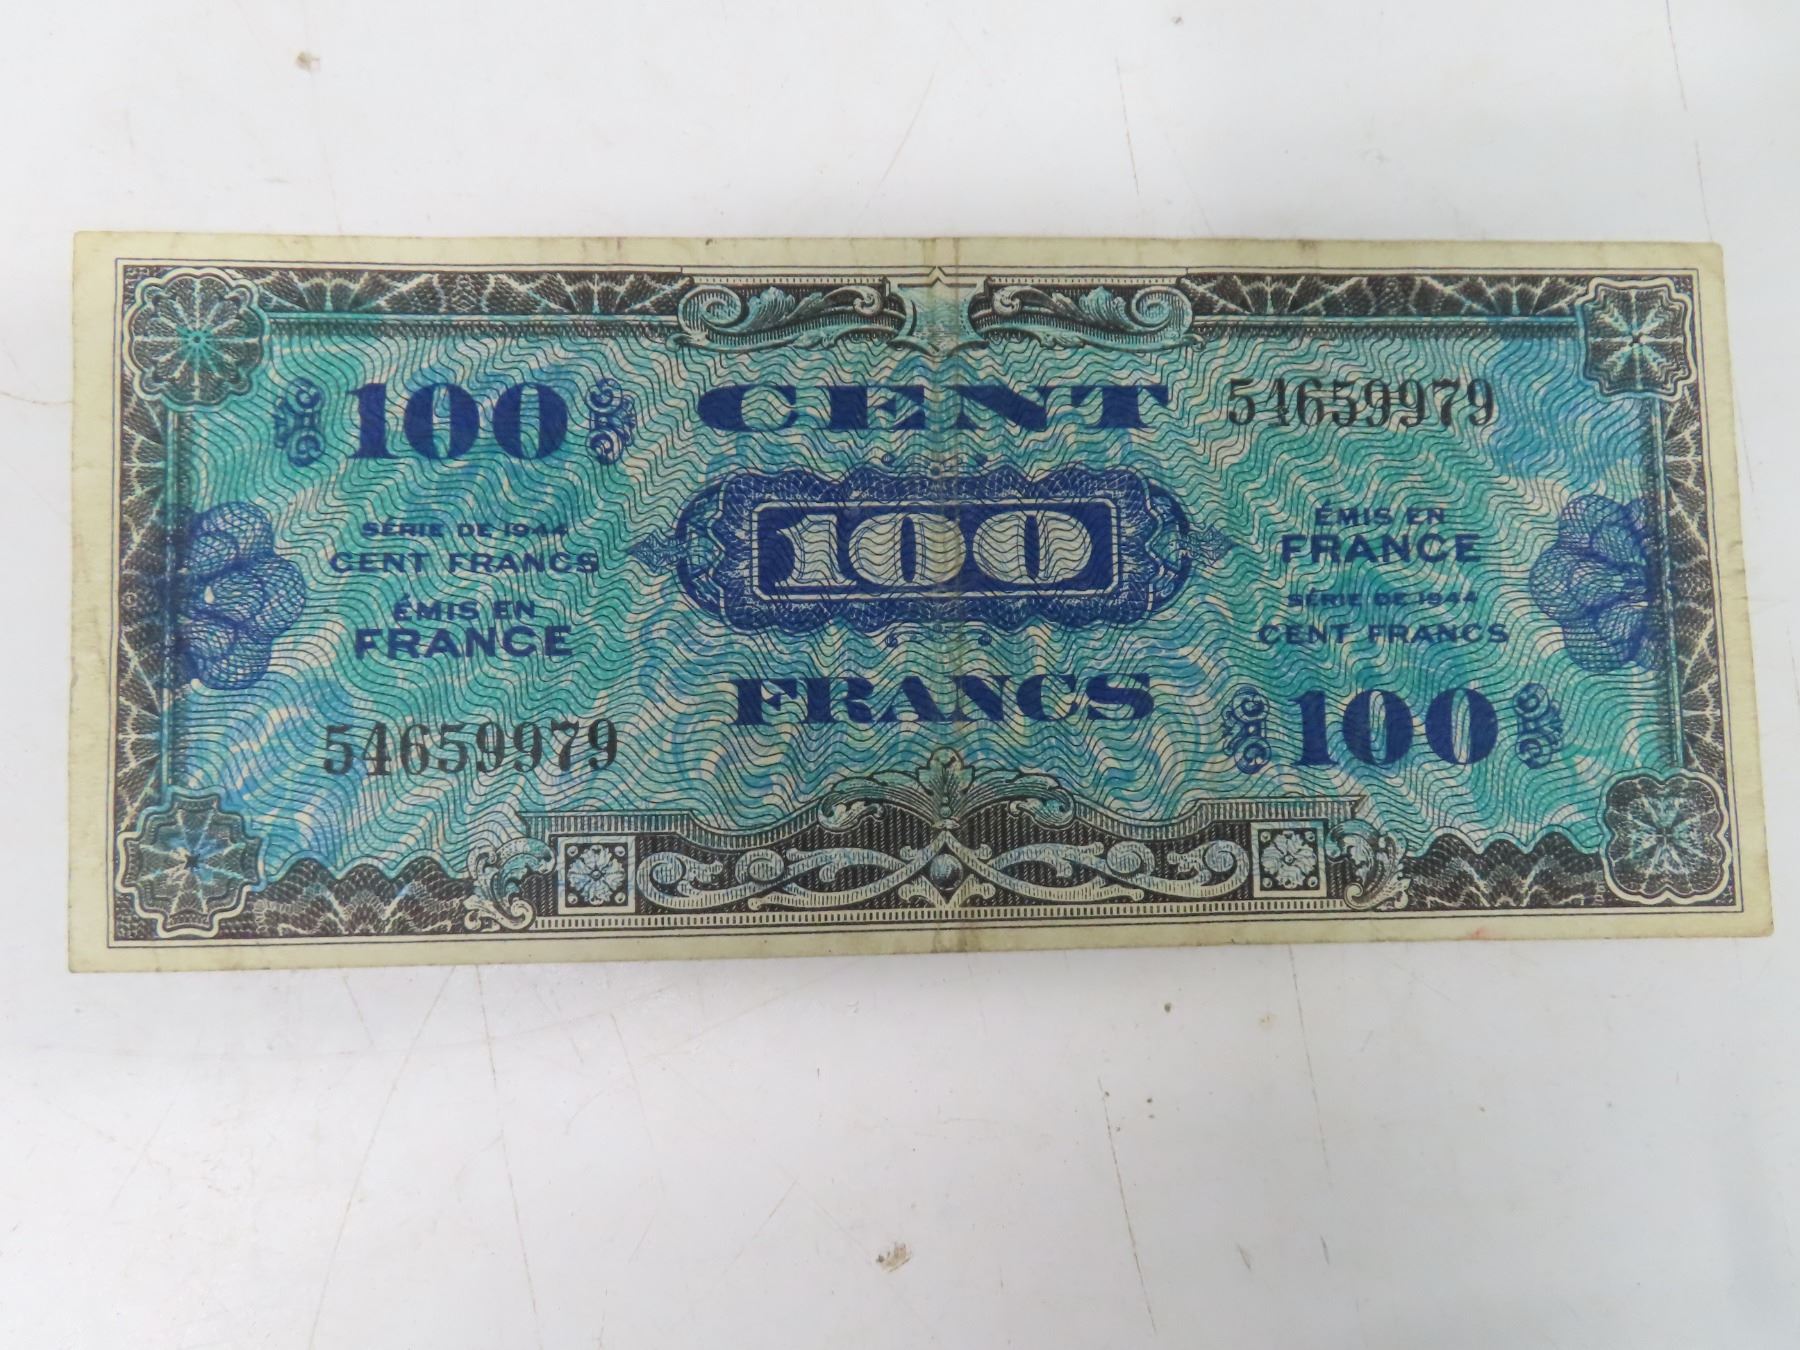 100
CENT
54659979
100
SÉRIE DE 1944
CENT FRANCS
ÉMIS EN
FRANCE
ÉMIS EN
FRANCE
SÉRIE DE 1944
CENT FRANCS
FRANCS
54659979
100